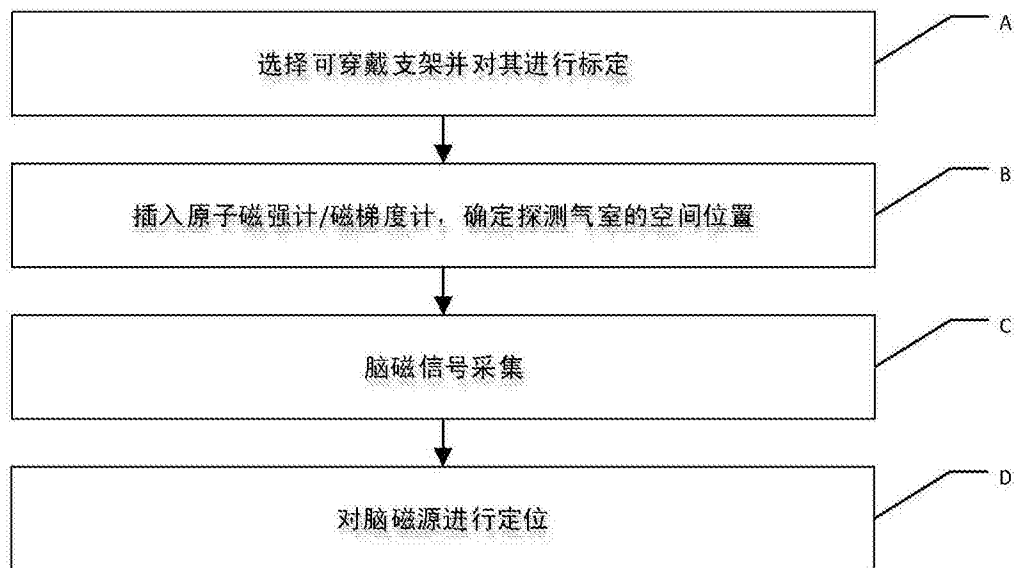 选择可穿戴支架并对其进行标定
A
插入原子磁强计/磁梯度计，确定探测气室的空间位置
B
脑磁信号采集
C
对脑磁源进行定位
D